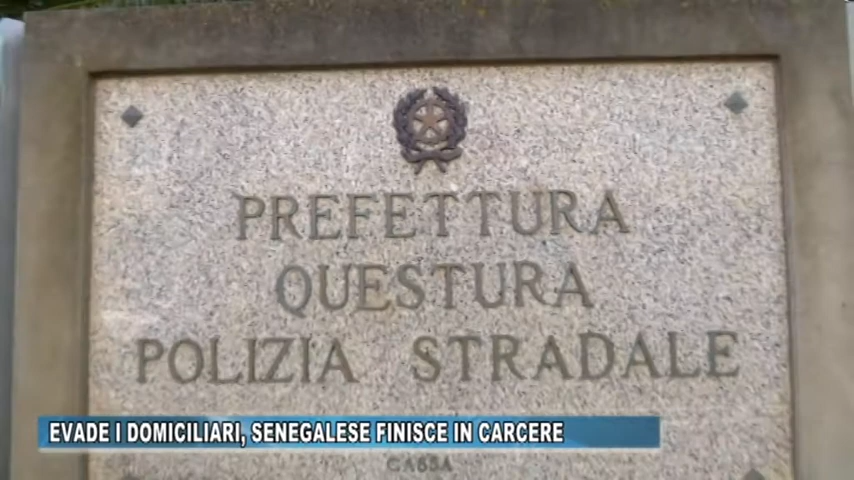 PREFETTURA
QUESTURA
POLIZIA STRADALE
EVADE I DOMICILIARI, SENEGALESE FINISCE IN CARCERE